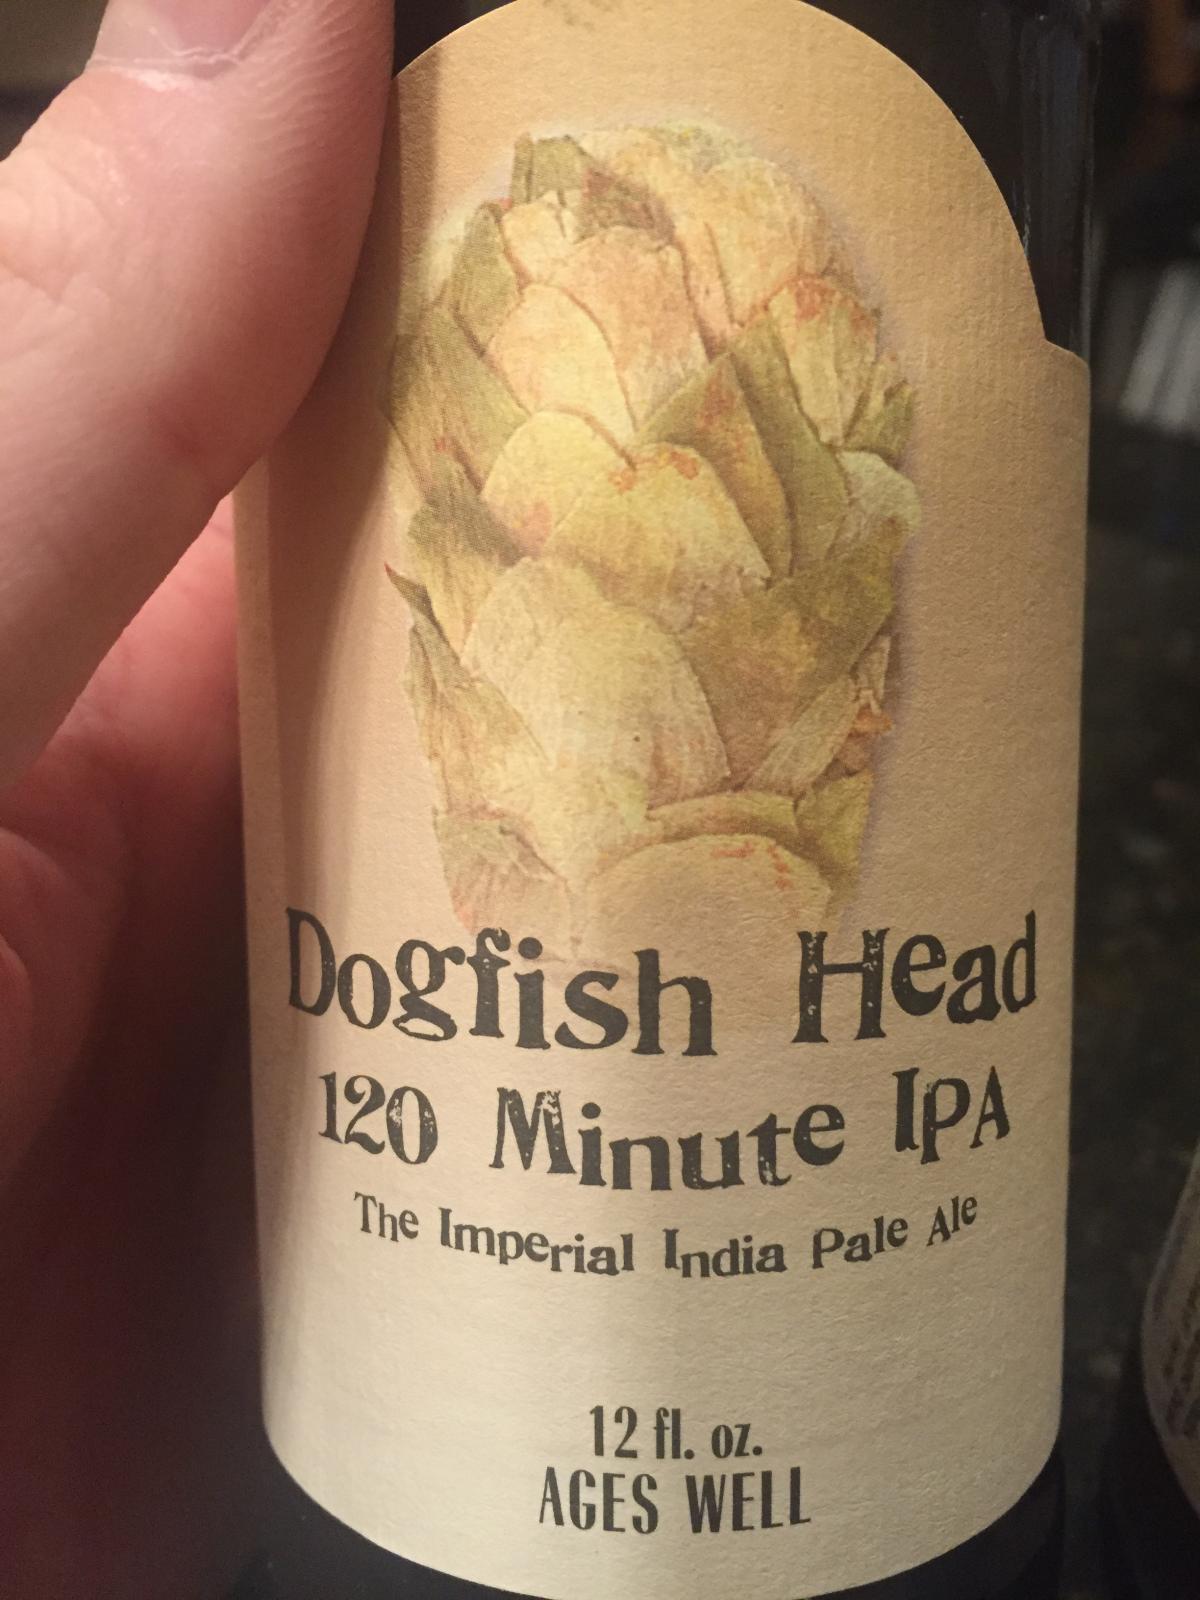 Dogfish Head
120 Minute IPA
The Imperial India Pale Ale
12 fl. oz.
AGES WELL